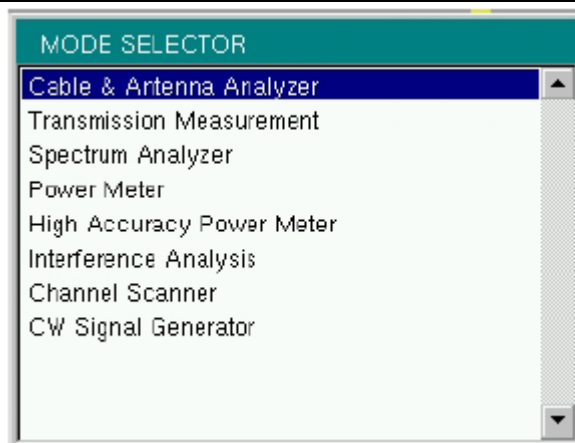 MODE SELECTOR
Cable & Antenna Analyzer
Transmission Measurement
Spectrum Analyzer
Power Meter
High Accuracy Power Meter
Interference Analysis
Channel Scanner
CW Signal Generator